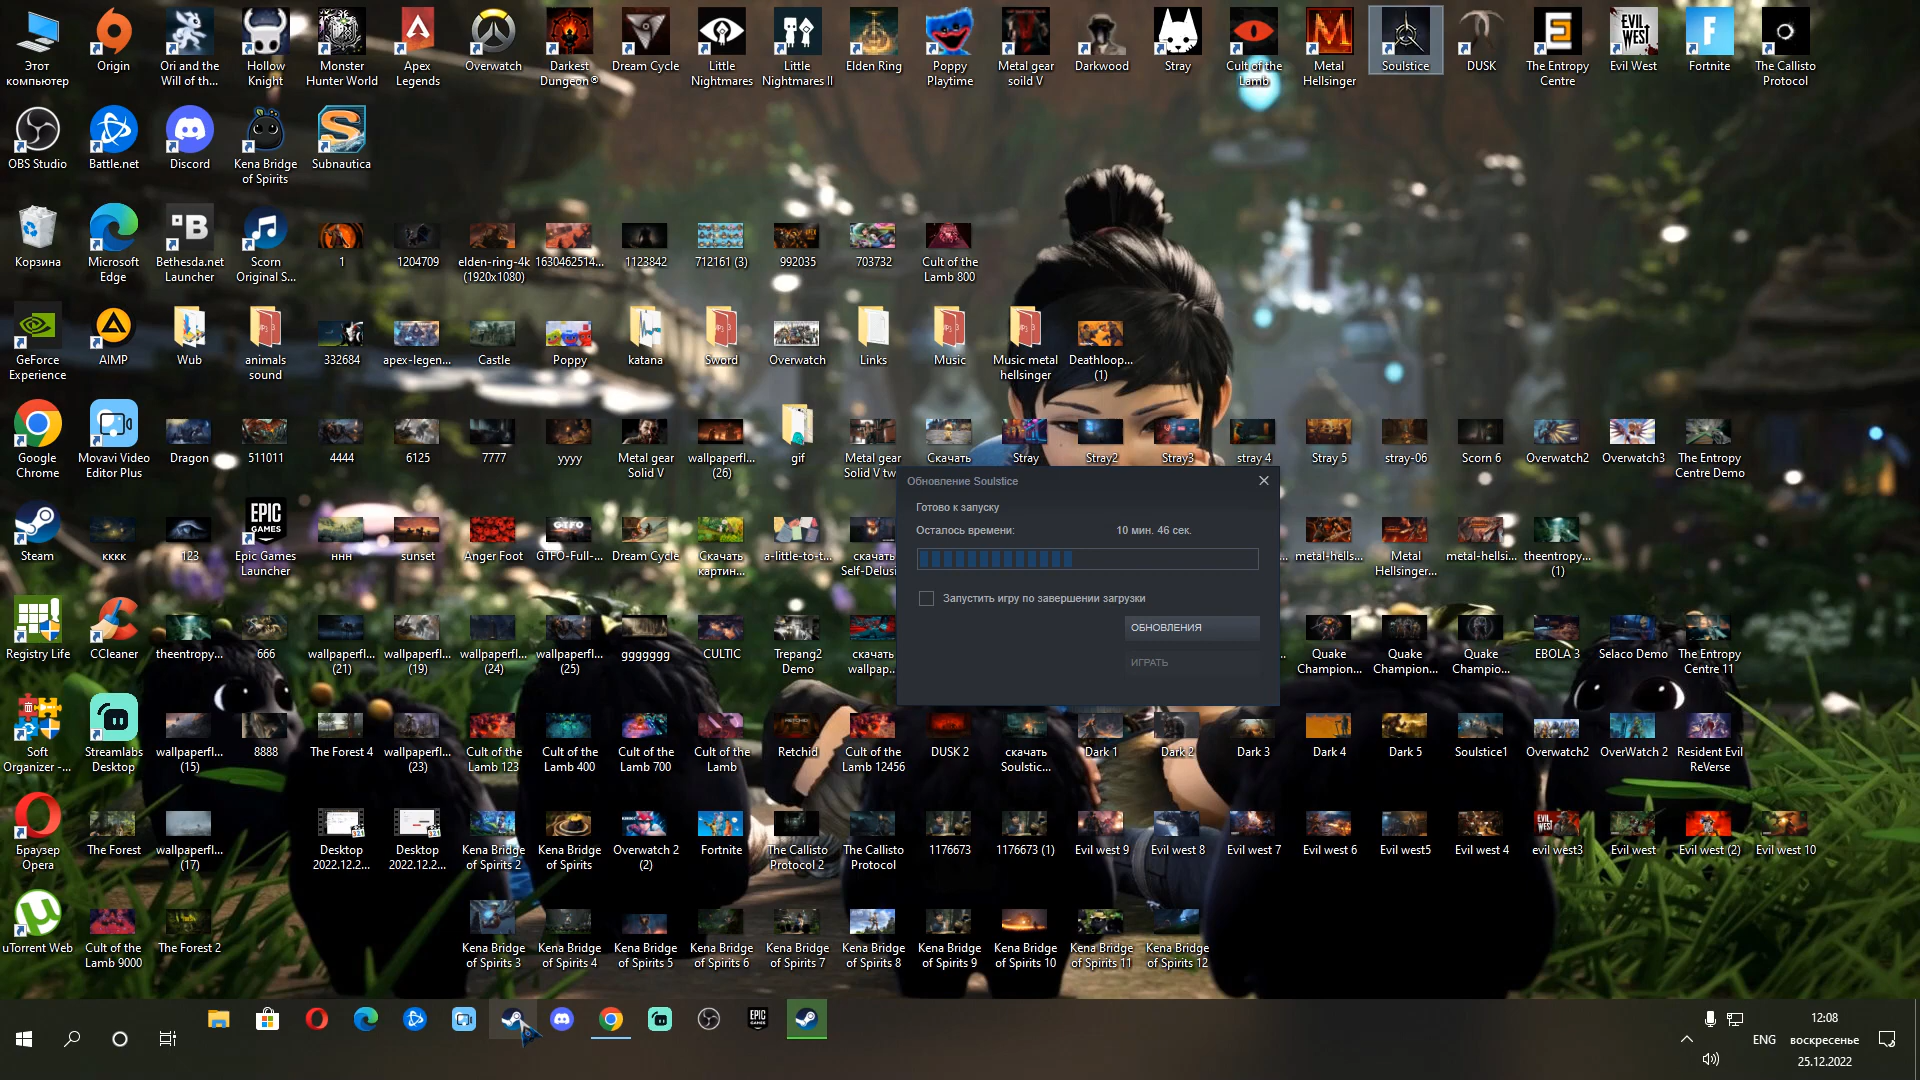 Этот компьютер
Origin
Ori and the Will of th...
Hollow Knight
Monster Hunter World
Apex Legends
Overwatch
Darkest Dungeon®
Dream Cycle
Little Nightmares
Little Nightmares II
Elden Ring
Poppy Playtime
Metal gear soild V
Darkwood
Stray
Cult of the Lamb
Metal Hellsinger
Soulstice
DUSK
The Entropy Centre
Evil West
Fortnite
The Callisto Protocol
OBS Studio
Battle.net
Discord
Kena Bridge of Spirits
Subnautica
Корзина
Microsoft Edge
Bethesda.net Launcher
Scorn Original S...
1
1204709
elden-ring-4k (1920x1080)
1630462514...
1123842
712161 (3)
992035
703732
Cult of the Lamb 800
GeForce Experience
AIMP
Wub
animals sound
332684
apex-legen...
Castle
Poppy
katana
Sword
Overwatch
Links
Music
Music metal hellsinger
Deathloop... (1)
Google Chrome
Movavi Video Editor Plus
Dragon
511011
4444
6125
7777
yyyy
Metal gear Solid V
wallpaperfl... (26)
gif
Metal gear Solid V tw
Скачать
Stray
Stray2
Stray3
stray 4
Stray 5
stray-06
Scorn 6
Overwatch2
Overwatch3
The Entropy Centre Demo
Steam
кккк
123
Epic Games Launcher
ннн
sunset
Anger Foot
GTFO-Full-...
Dream Cycle
Скачать картин...
a-little-to-t...
скачать Self-Delusi
metal-hells...
Metal Hellsinger...
metal-hellsi...
theentropy... (1)
Обновление Soulstice
Готово к запуску
Осталось времени: 10 мин. 46 сек.
Запустить игру по завершении загрузки
ОБНОВЛЕНИЯ
ИГРАТЬ
Registry Life
CCleaner
theentropy...
666
wallpaperfl... (21)
wallpaperfl... (19)
wallpaperfl... (24)
wallpaperfl... (25)
ggggggg
CULTIC
Trepang2 Demo
скачать wallpap...
Quake Champion...
Quake Champion...
Quake Champio...
EBOLA 3
Selaco Demo
The Entropy Centre 11
Soft Organizer -...
Streamlabs Desktop
wallpaperfl... (15)
8888
The Forest 4
wallpaperfl... (23)
Cult of the Lamb 123
Cult of the Lamb 400
Cult of the Lamb 700
Cult of the Lamb
Retchid
Cult of the Lamb 12456
DUSK 2
скачать Soulstic...
Dark 1
Dark 2
Dark 3
Dark 4
Dark 5
Soulstice1
Overwatch2
OverWatch 2
Resident Evil ReVerse
Браузер Opera
The Forest
wallpaperfl... (17)
Desktop 2022.12.2...
Desktop 2022.12.2...
Kena Bridge of Spirits 2
Kena Bridge of Spirits
Overwatch 2 (2)
Fortnite
The Callisto Protocol 2
The Callisto Protocol
1176673
1176673 (1)
Evil west 9
Evil west 8
Evil west 7
Evil west 6
Evil west5
Evil west 4
evil west3
Evil west
Evil west (2)
Evil west 10
uTorrent Web
Cult of the Lamb 9000
The Forest 2
Kena Bridge of Spirits 3
Kena Bridge of Spirits 4
Kena Bridge of Spirits 5
Kena Bridge of Spirits 6
Kena Bridge of Spirits 7
Kena Bridge of Spirits 8
Kena Bridge of Spirits 9
Kena Bridge of Spirits 10
Kena Bridge of Spirits 11
Kena Bridge of Spirits 12
ENG
12:08
воскресенье
25.12.2022